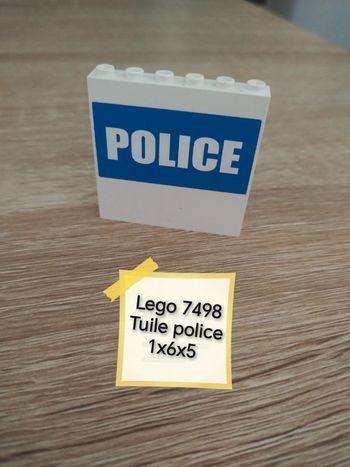 POLICE
Lego 7498
Tuile police
1x6x5